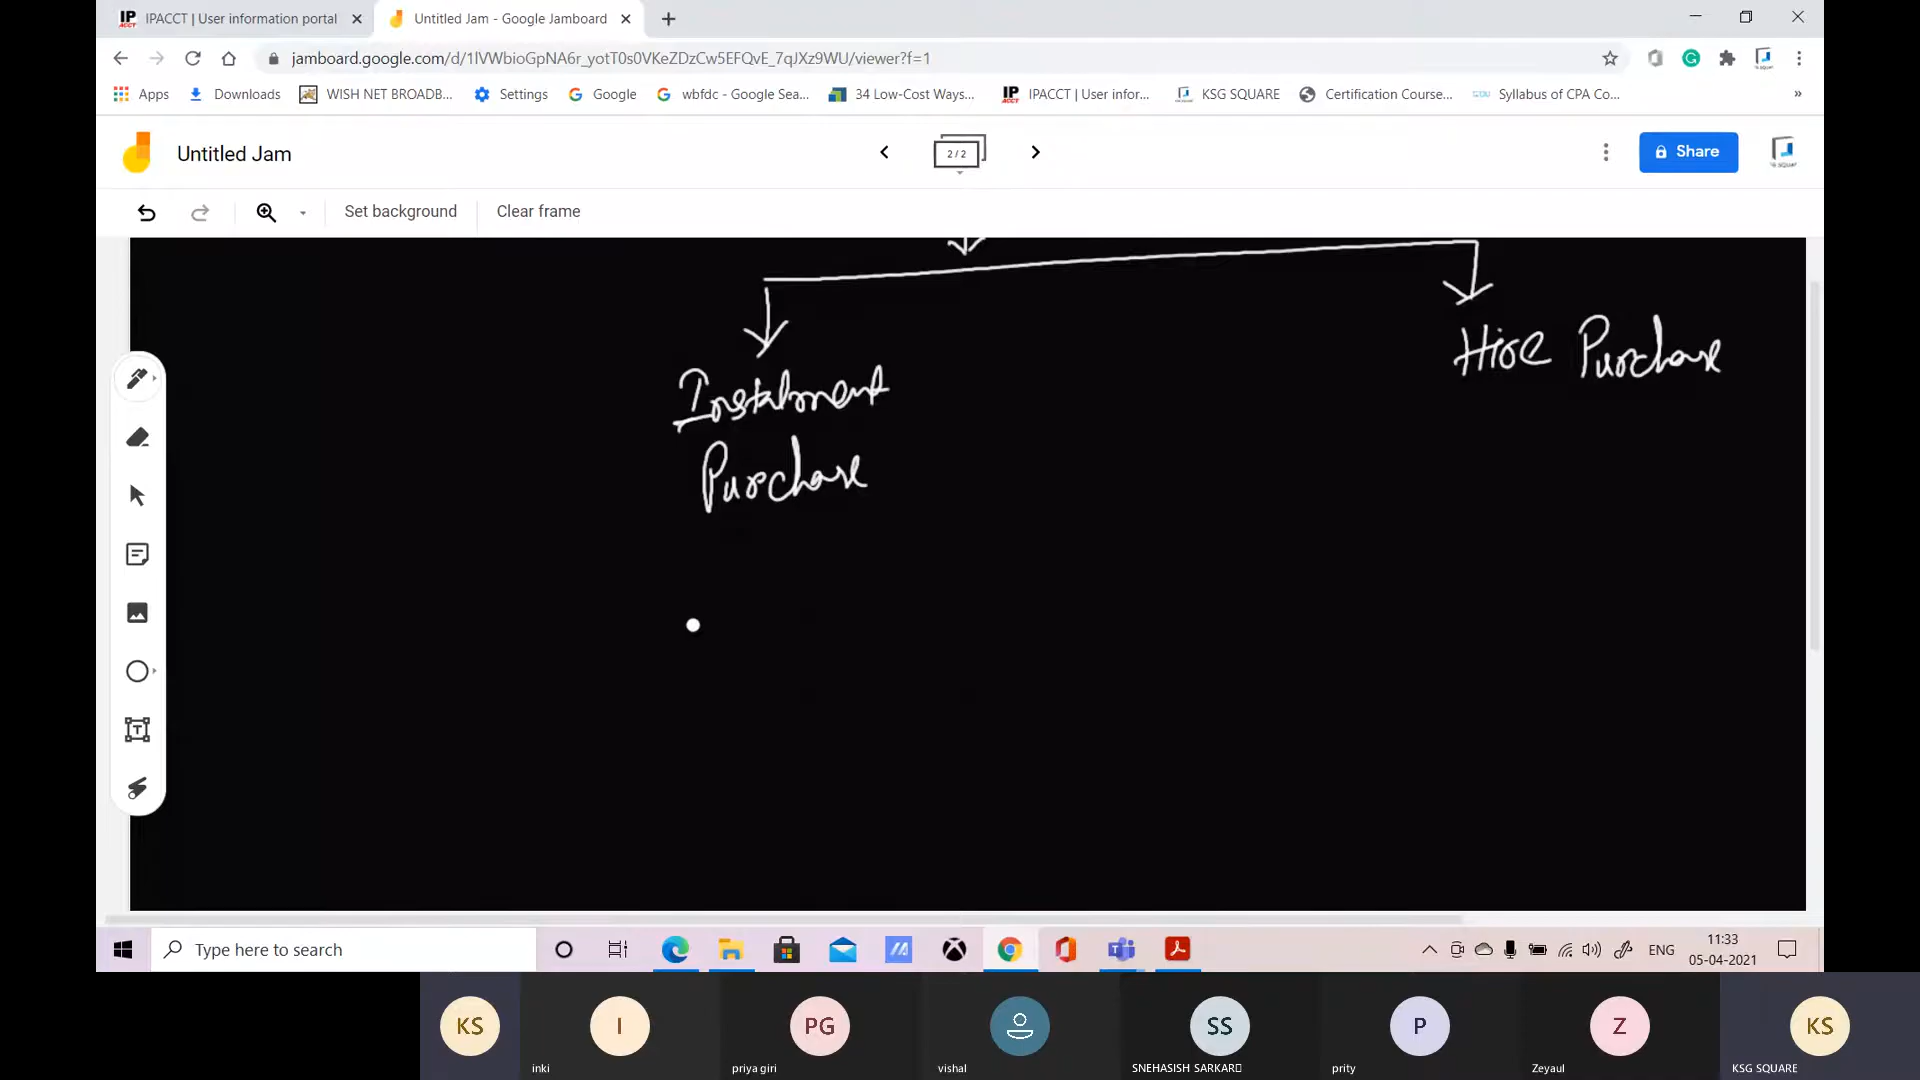 IPACCT | User information portal
Untitled Jam - Google Jamboard
jamboard.google.com/d/1lVWbioGpNA6r_yotT0s0VKeZDzCw5EFQvE_7qJXz9WU/viewer?f=1
Apps Downloads WISH NET BROADB... Settings Google wbfdc - Google Sea... 34 Low-Cost Ways... IPACCT | User infor... KSG SQUARE Certification Course... Syllabus of CPA Co... »
Untitled Jam
2 / 2
Share
Set background
Clear frame
Hire Purchase
Instalment
Purchase
Type here to search
ENG
11:33
05-04-2021
KS I PG SS P Z KS
inki priya giri vishal SNEHASISH SARKAR prity Zeyaul KSG SQUARE